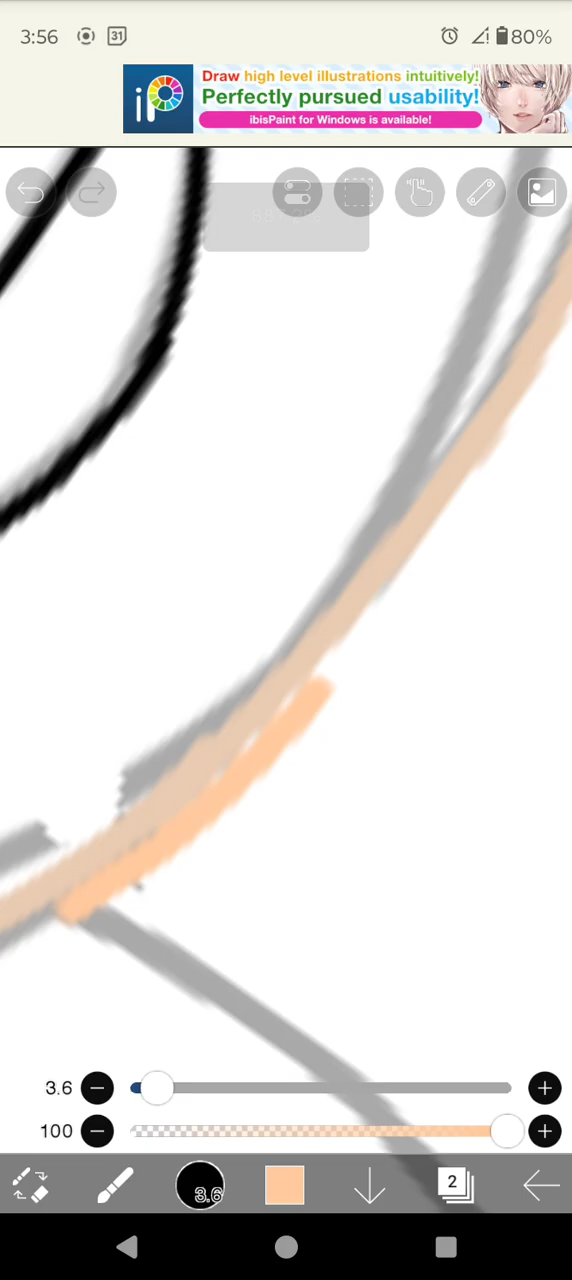 3:56
31
80%
iP
Draw high level illustrations intuitively!
Perfectly pursued usability!
ibisPaint for Windows is available!
3.6
100
3.6
2